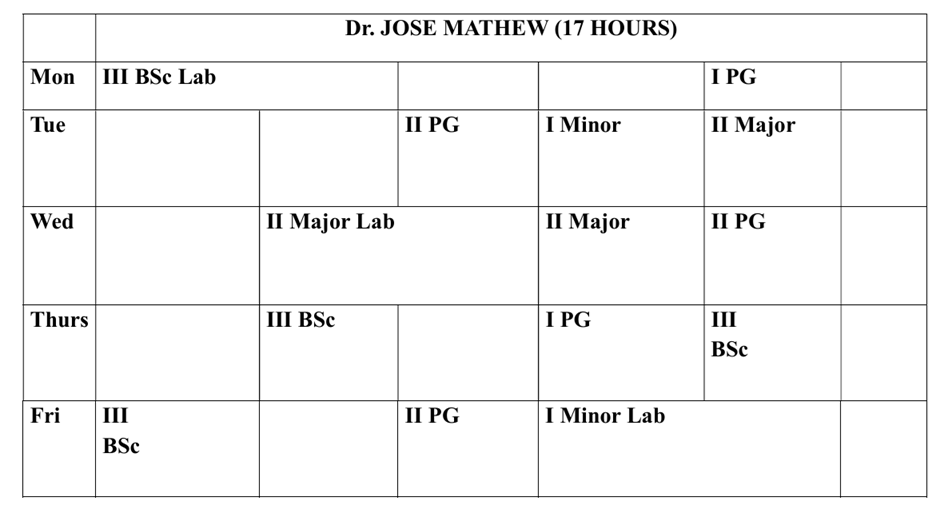 Dr. JOSE MATHEW (17 HOURS)
Mon III BSc Lab I PG
Tue II PG I Minor II Major
Wed II Major Lab II Major II PG
Thurs III BSc I PG III
BSc
Fri III II PG I Minor Lab
BSc